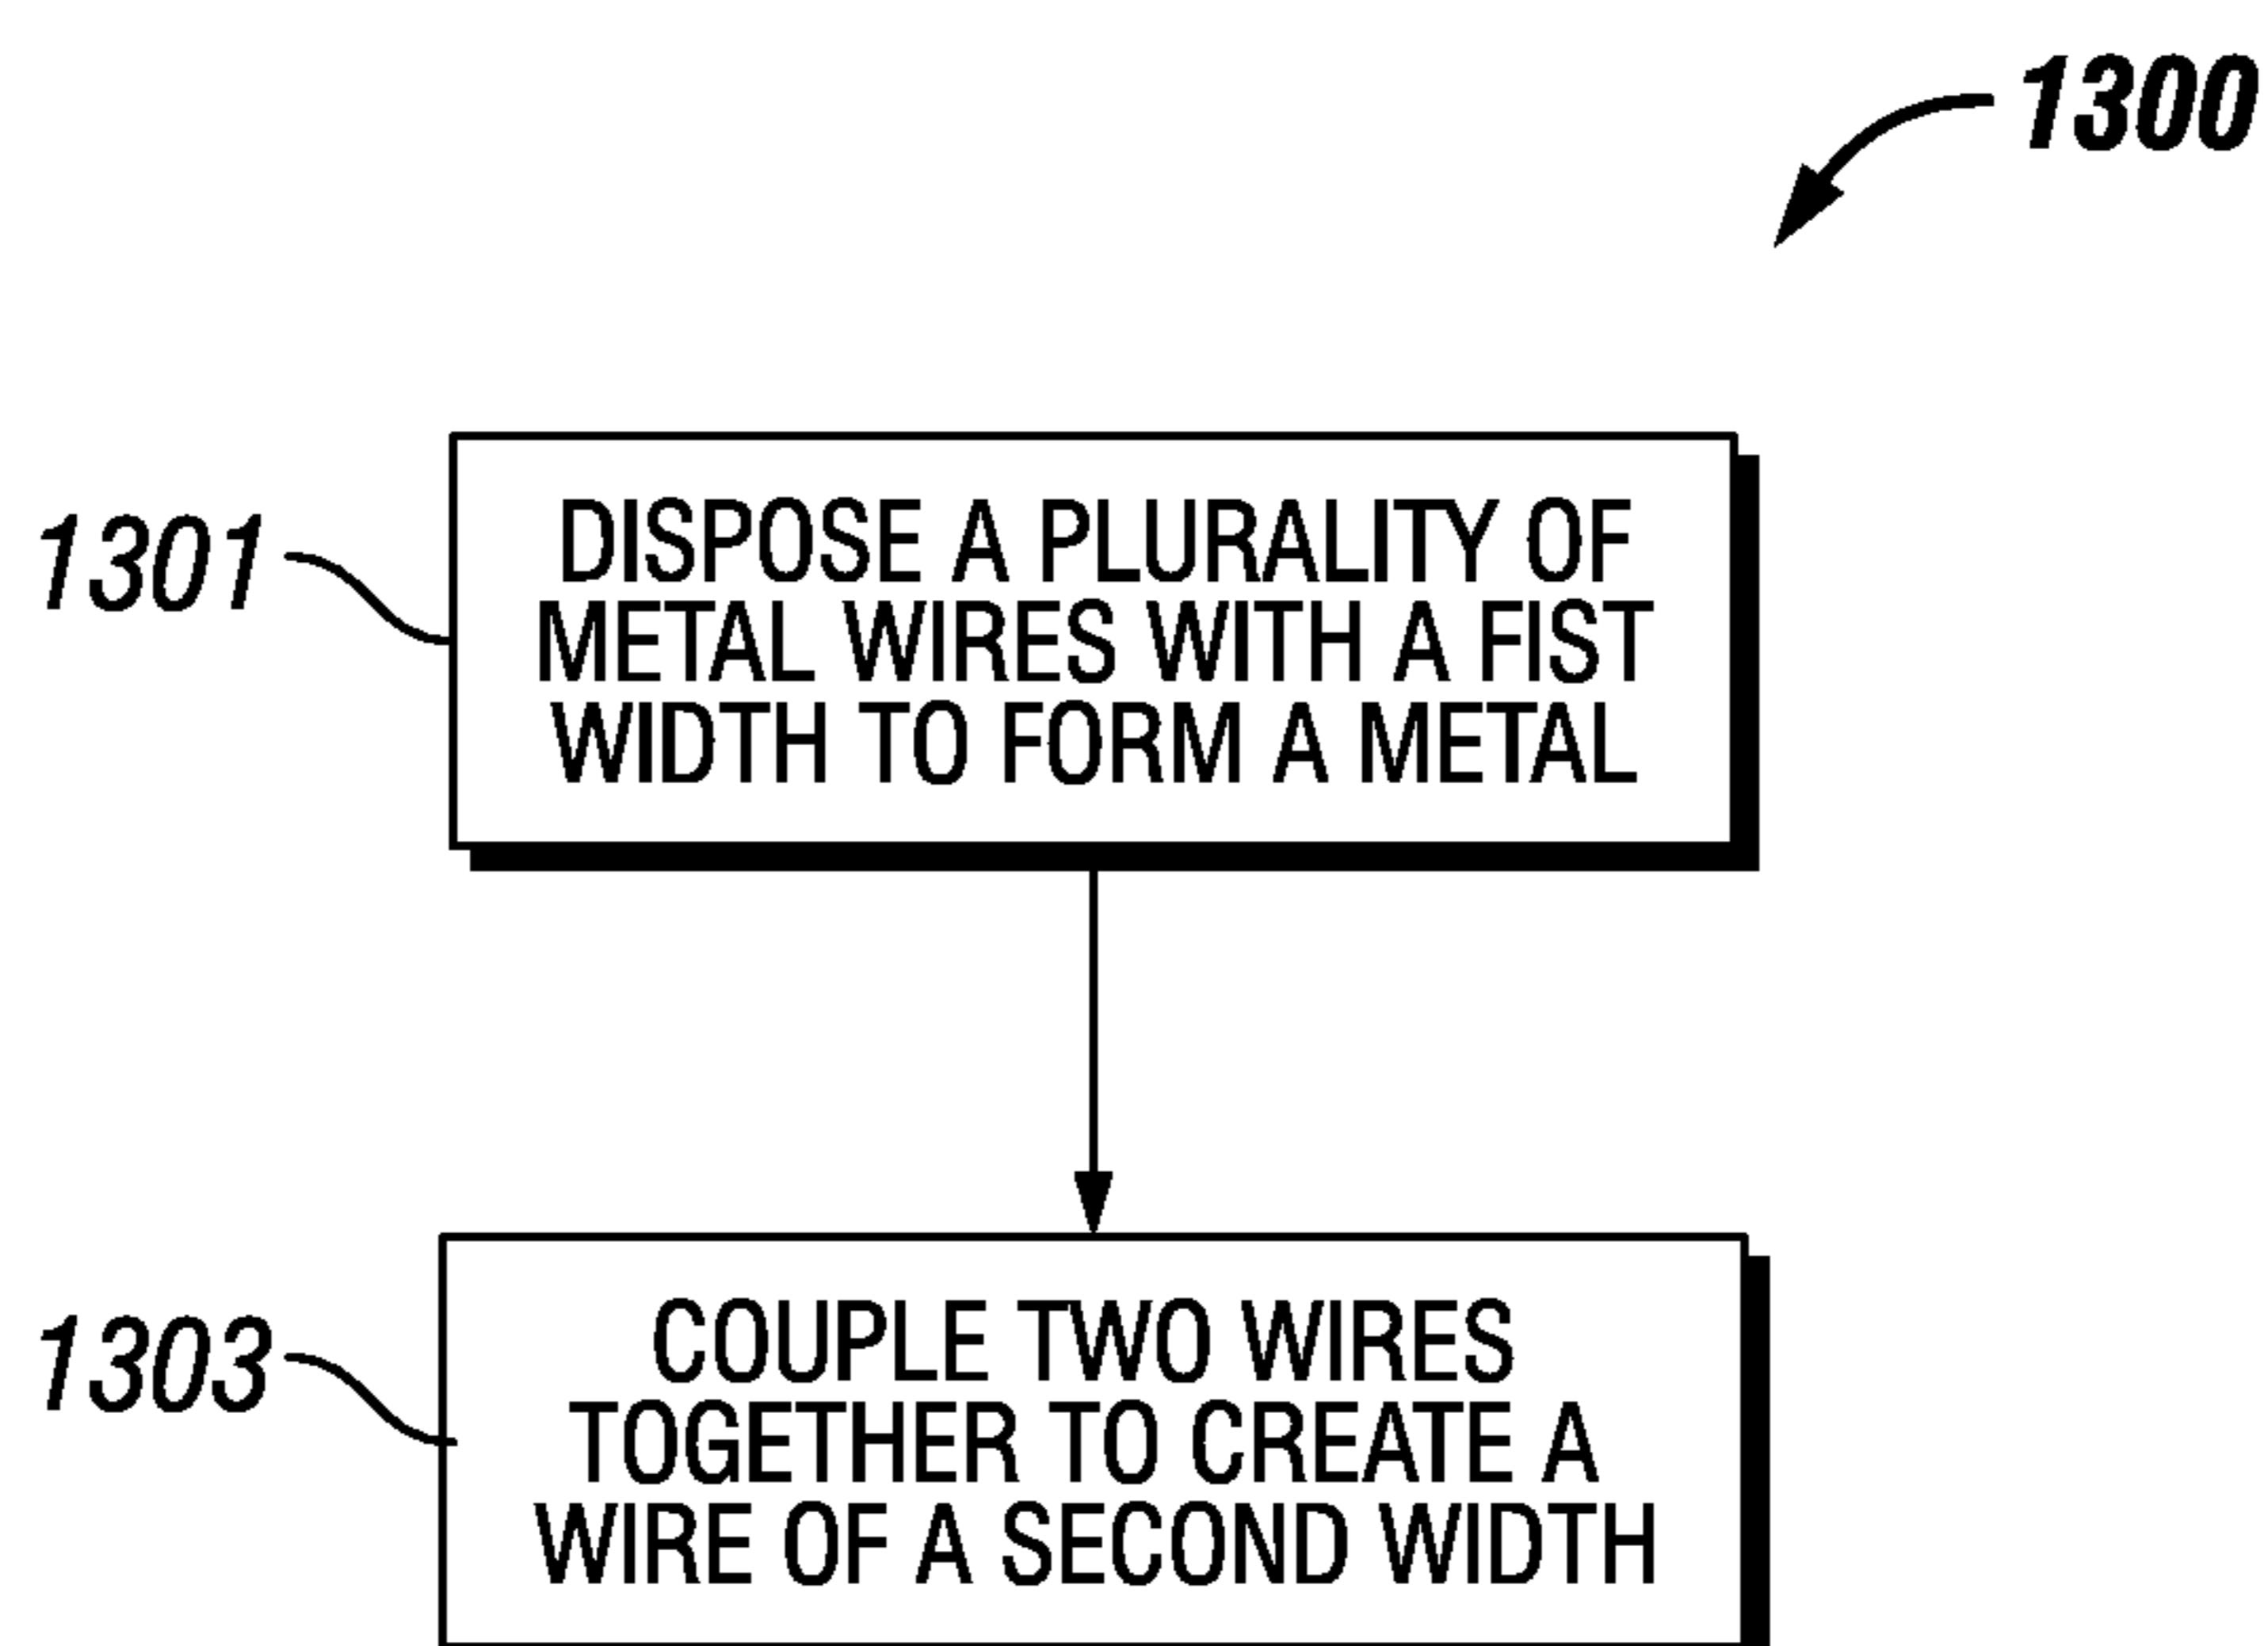 1300
1301
DISPOSE A PLURALITY OF
METAL WIRES WITH A FIST
WIDTH TO FORM A METAL
1303
COUPLE TWO WIRES
TOGETHER TO CREATE A
WIRE OF A SECOND WIDTH